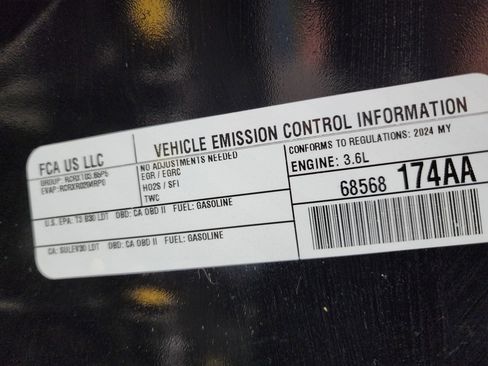 VEHICLE EMISSION CONTROL INFORMATION
FCA US LLC
NO ADJUSTMENTS NEEDED
CONFORMS TO REGULATIONS: 2024 MY
EGR / EGRC
ENGINE: 3.6L
HO2S / SFI
TWC
68568 174AA
U.S. EPA: T3 B30 LDT OBD: CA OBD II FUEL: GASOLINE
CA: SULEV30 LDT OBD: CA OBD II FUEL: GASOLINE